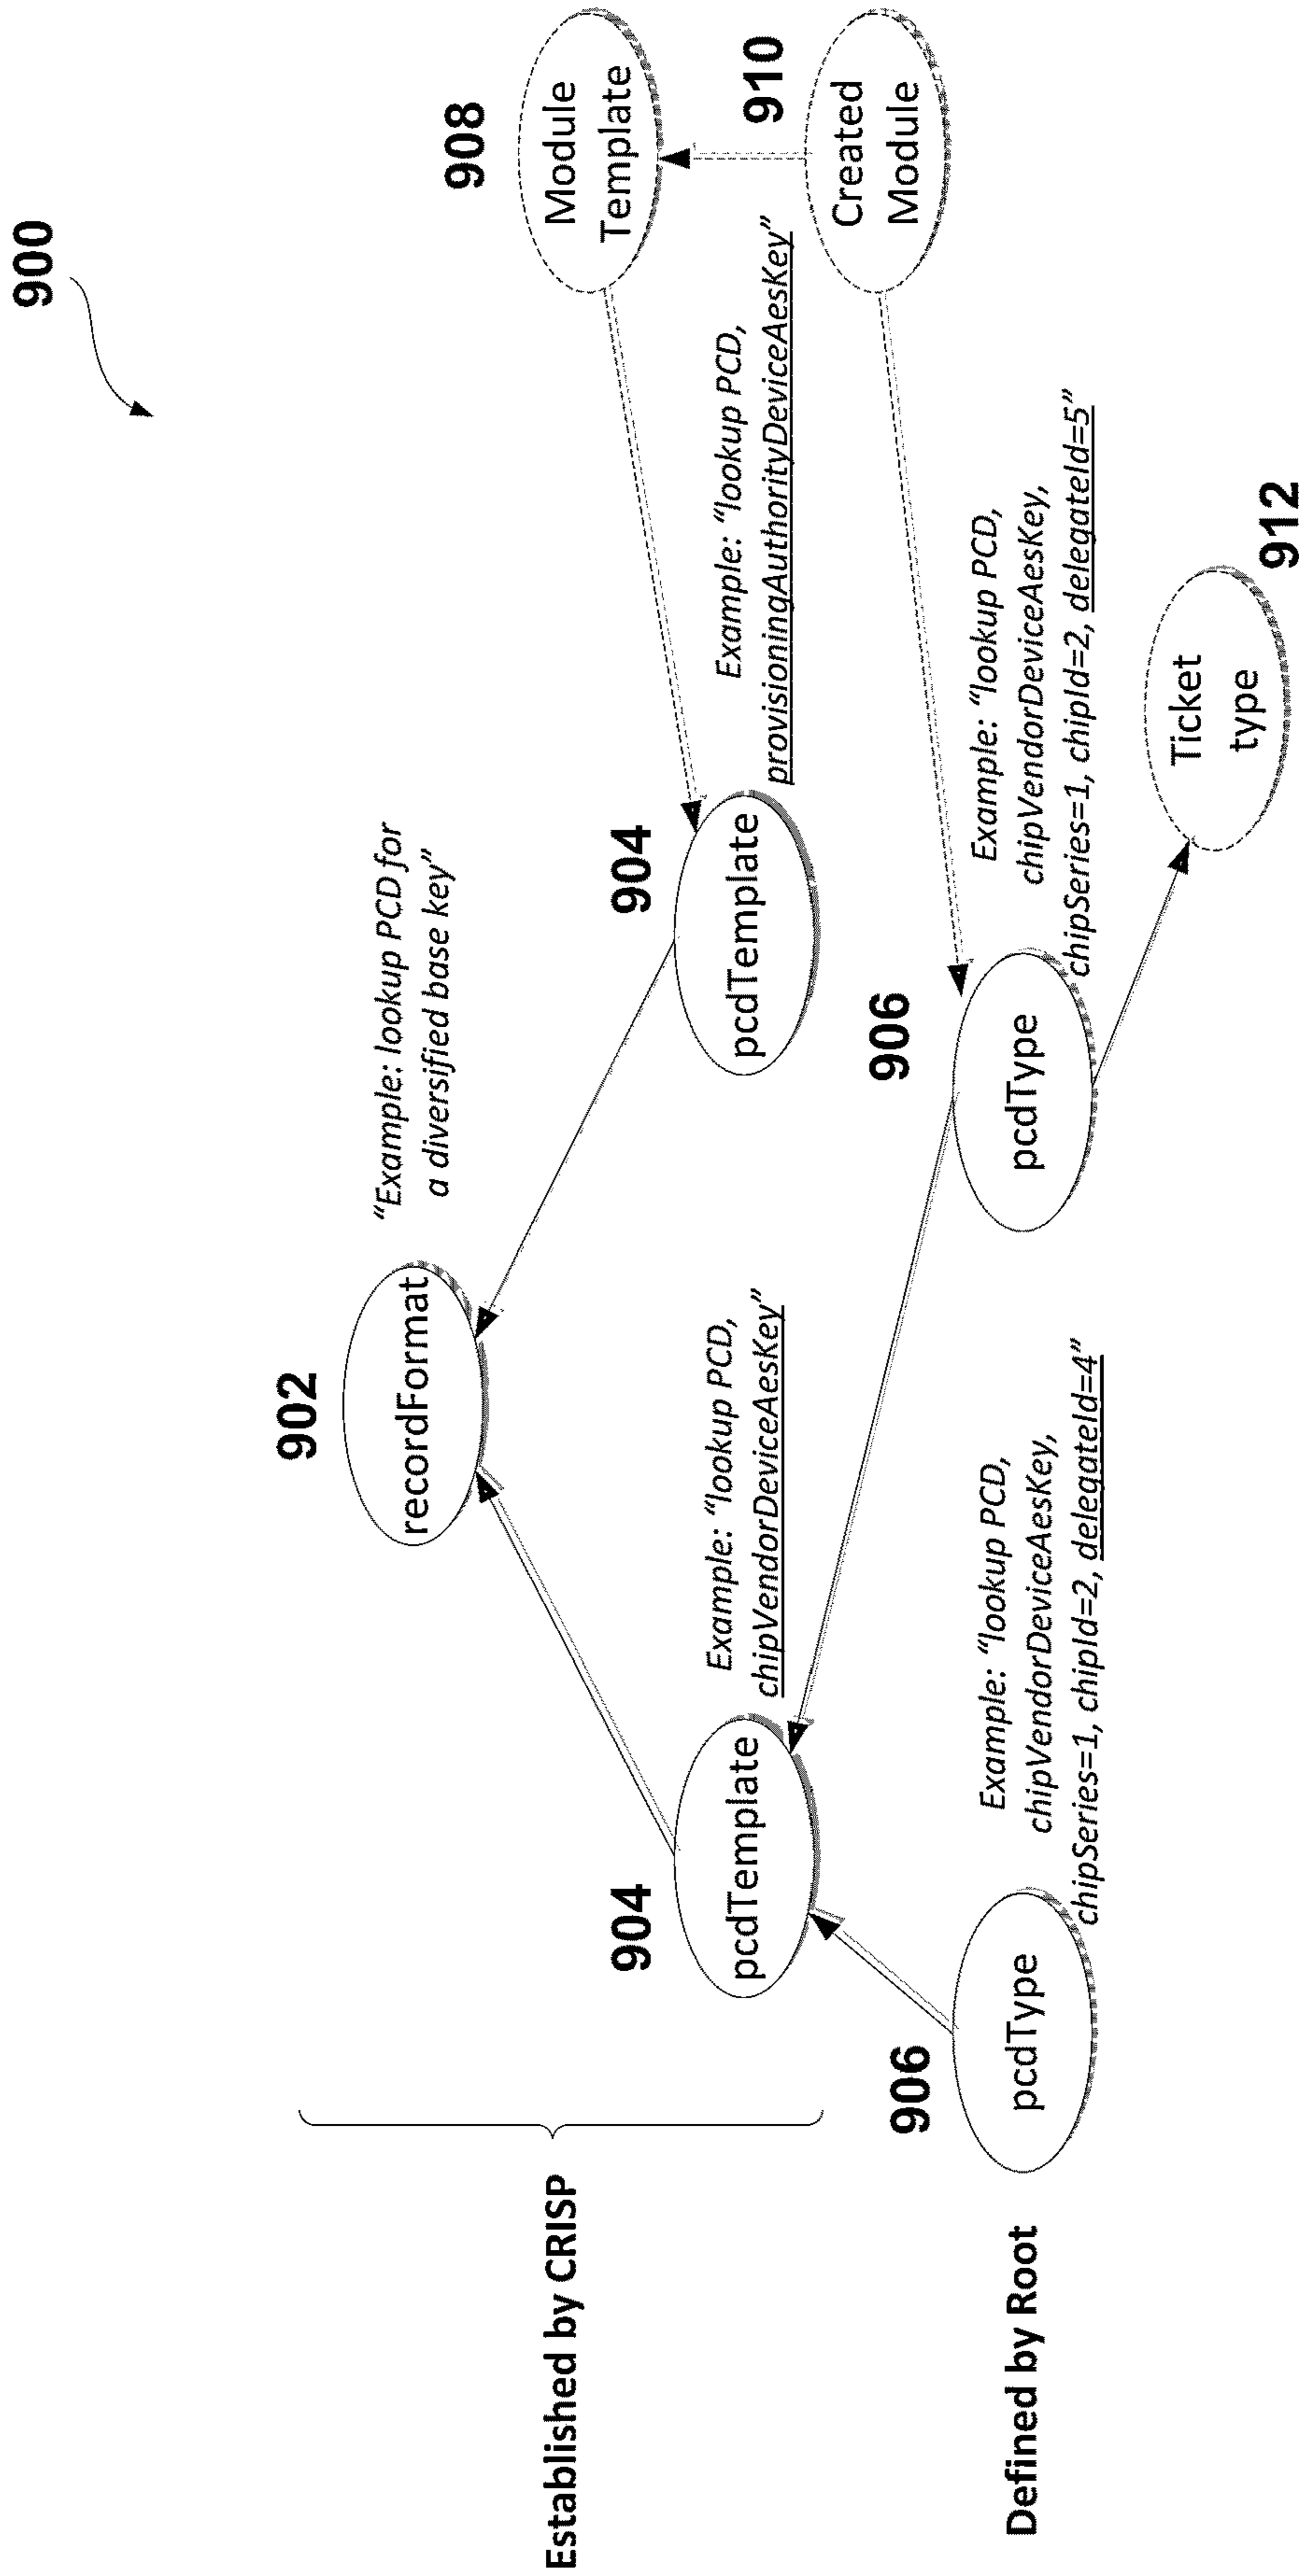 900
902
recordFormat
“Example: lookup PCD for
a diversified base key”
908
Module
Template
Established by CRISP
904
pcdTemplate
Example: “lookup PCD,
chipVendorDeviceAesKey”
904
pcdTemplate
Example: “lookup PCD,
provisioningAuthorityDeviceAesKey”
910
Created
Module
Defined by Root
906
pcdType
Example: “lookup PCD,
chipVendorDeviceAesKey,
chipSeries=1, chipId=2, delegateId=4”
906
pcdType
Example: “lookup PCD,
chipVendorDeviceAesKey,
chipSeries=1, chipId=2, delegateId=5”
Ticket
type
912